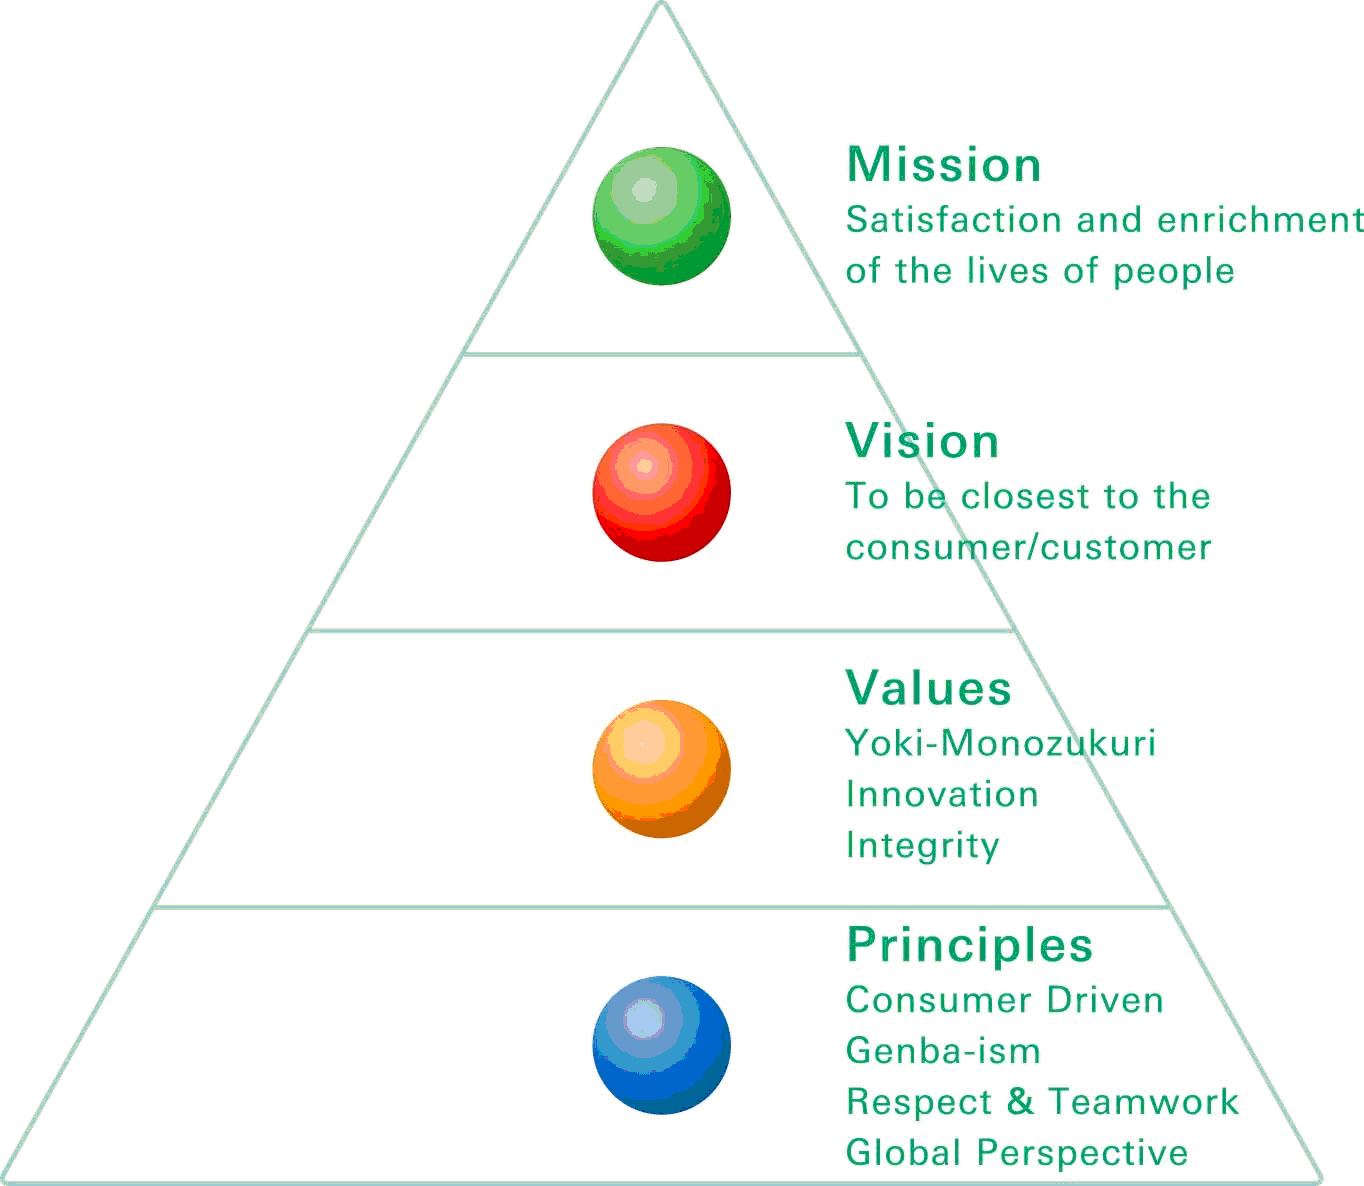 Mission
Satisfaction and enrichment
of the lives of people
Vision
To be closest to the
consumer/customer
Values
Yoki-Monozukuri
Innovation
Integrity
Principles
Consumer Driven
Genba-ism
Respect & Teamwork
Global Perspective